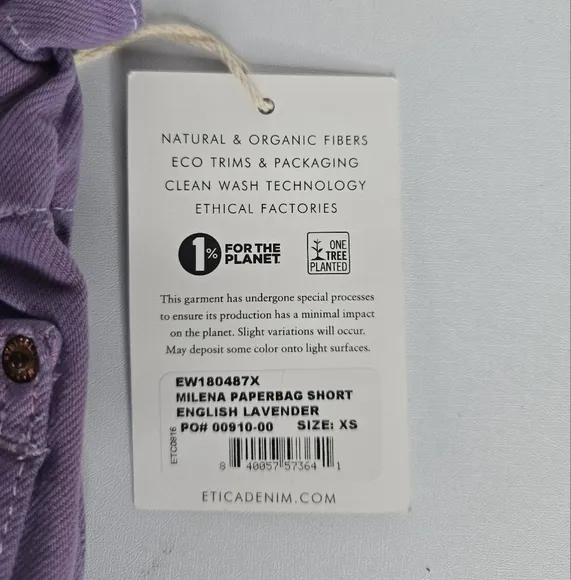 NATURAL & ORGANIC FIBERS
ECO TRIMS & PACKAGING
CLEAN WASH TECHNOLOGY
ETHICAL FACTORIES
1% FOR THE
PLANET
ONE
TREE
PLANTED
This garment has undergone special processes
to ensure its production has a minimal impact
on the planet. Slight variations will occur.
May deposit some color onto light surfaces.
EW180487X
MILENA PAPERBAG SHORT
ENGLISH LAVENDER
PO# 00910-00 SIZE: XS
ETC0816
8 40057 57364 1
ETICADENIM.COM